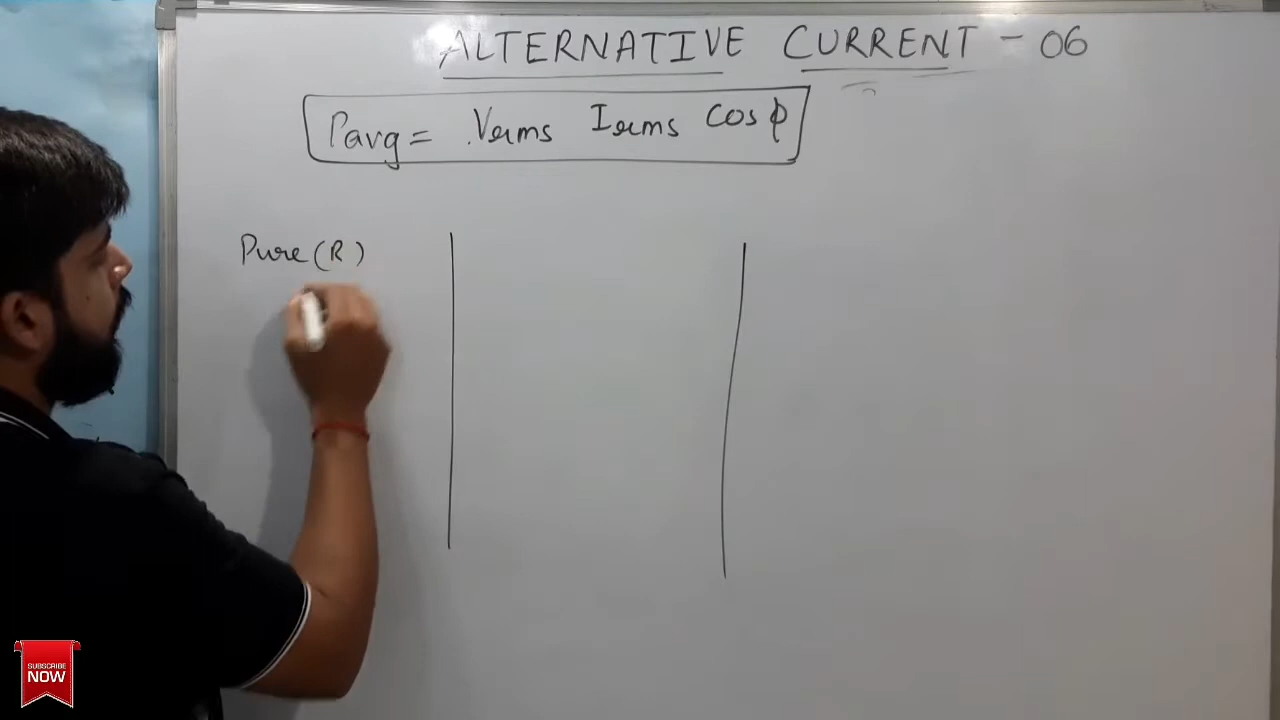 ALTERNATIVE CURRENT - 06
Pavg = Vrms Irms cos φ
Pure (R)
SUBSCRIBE
NOW